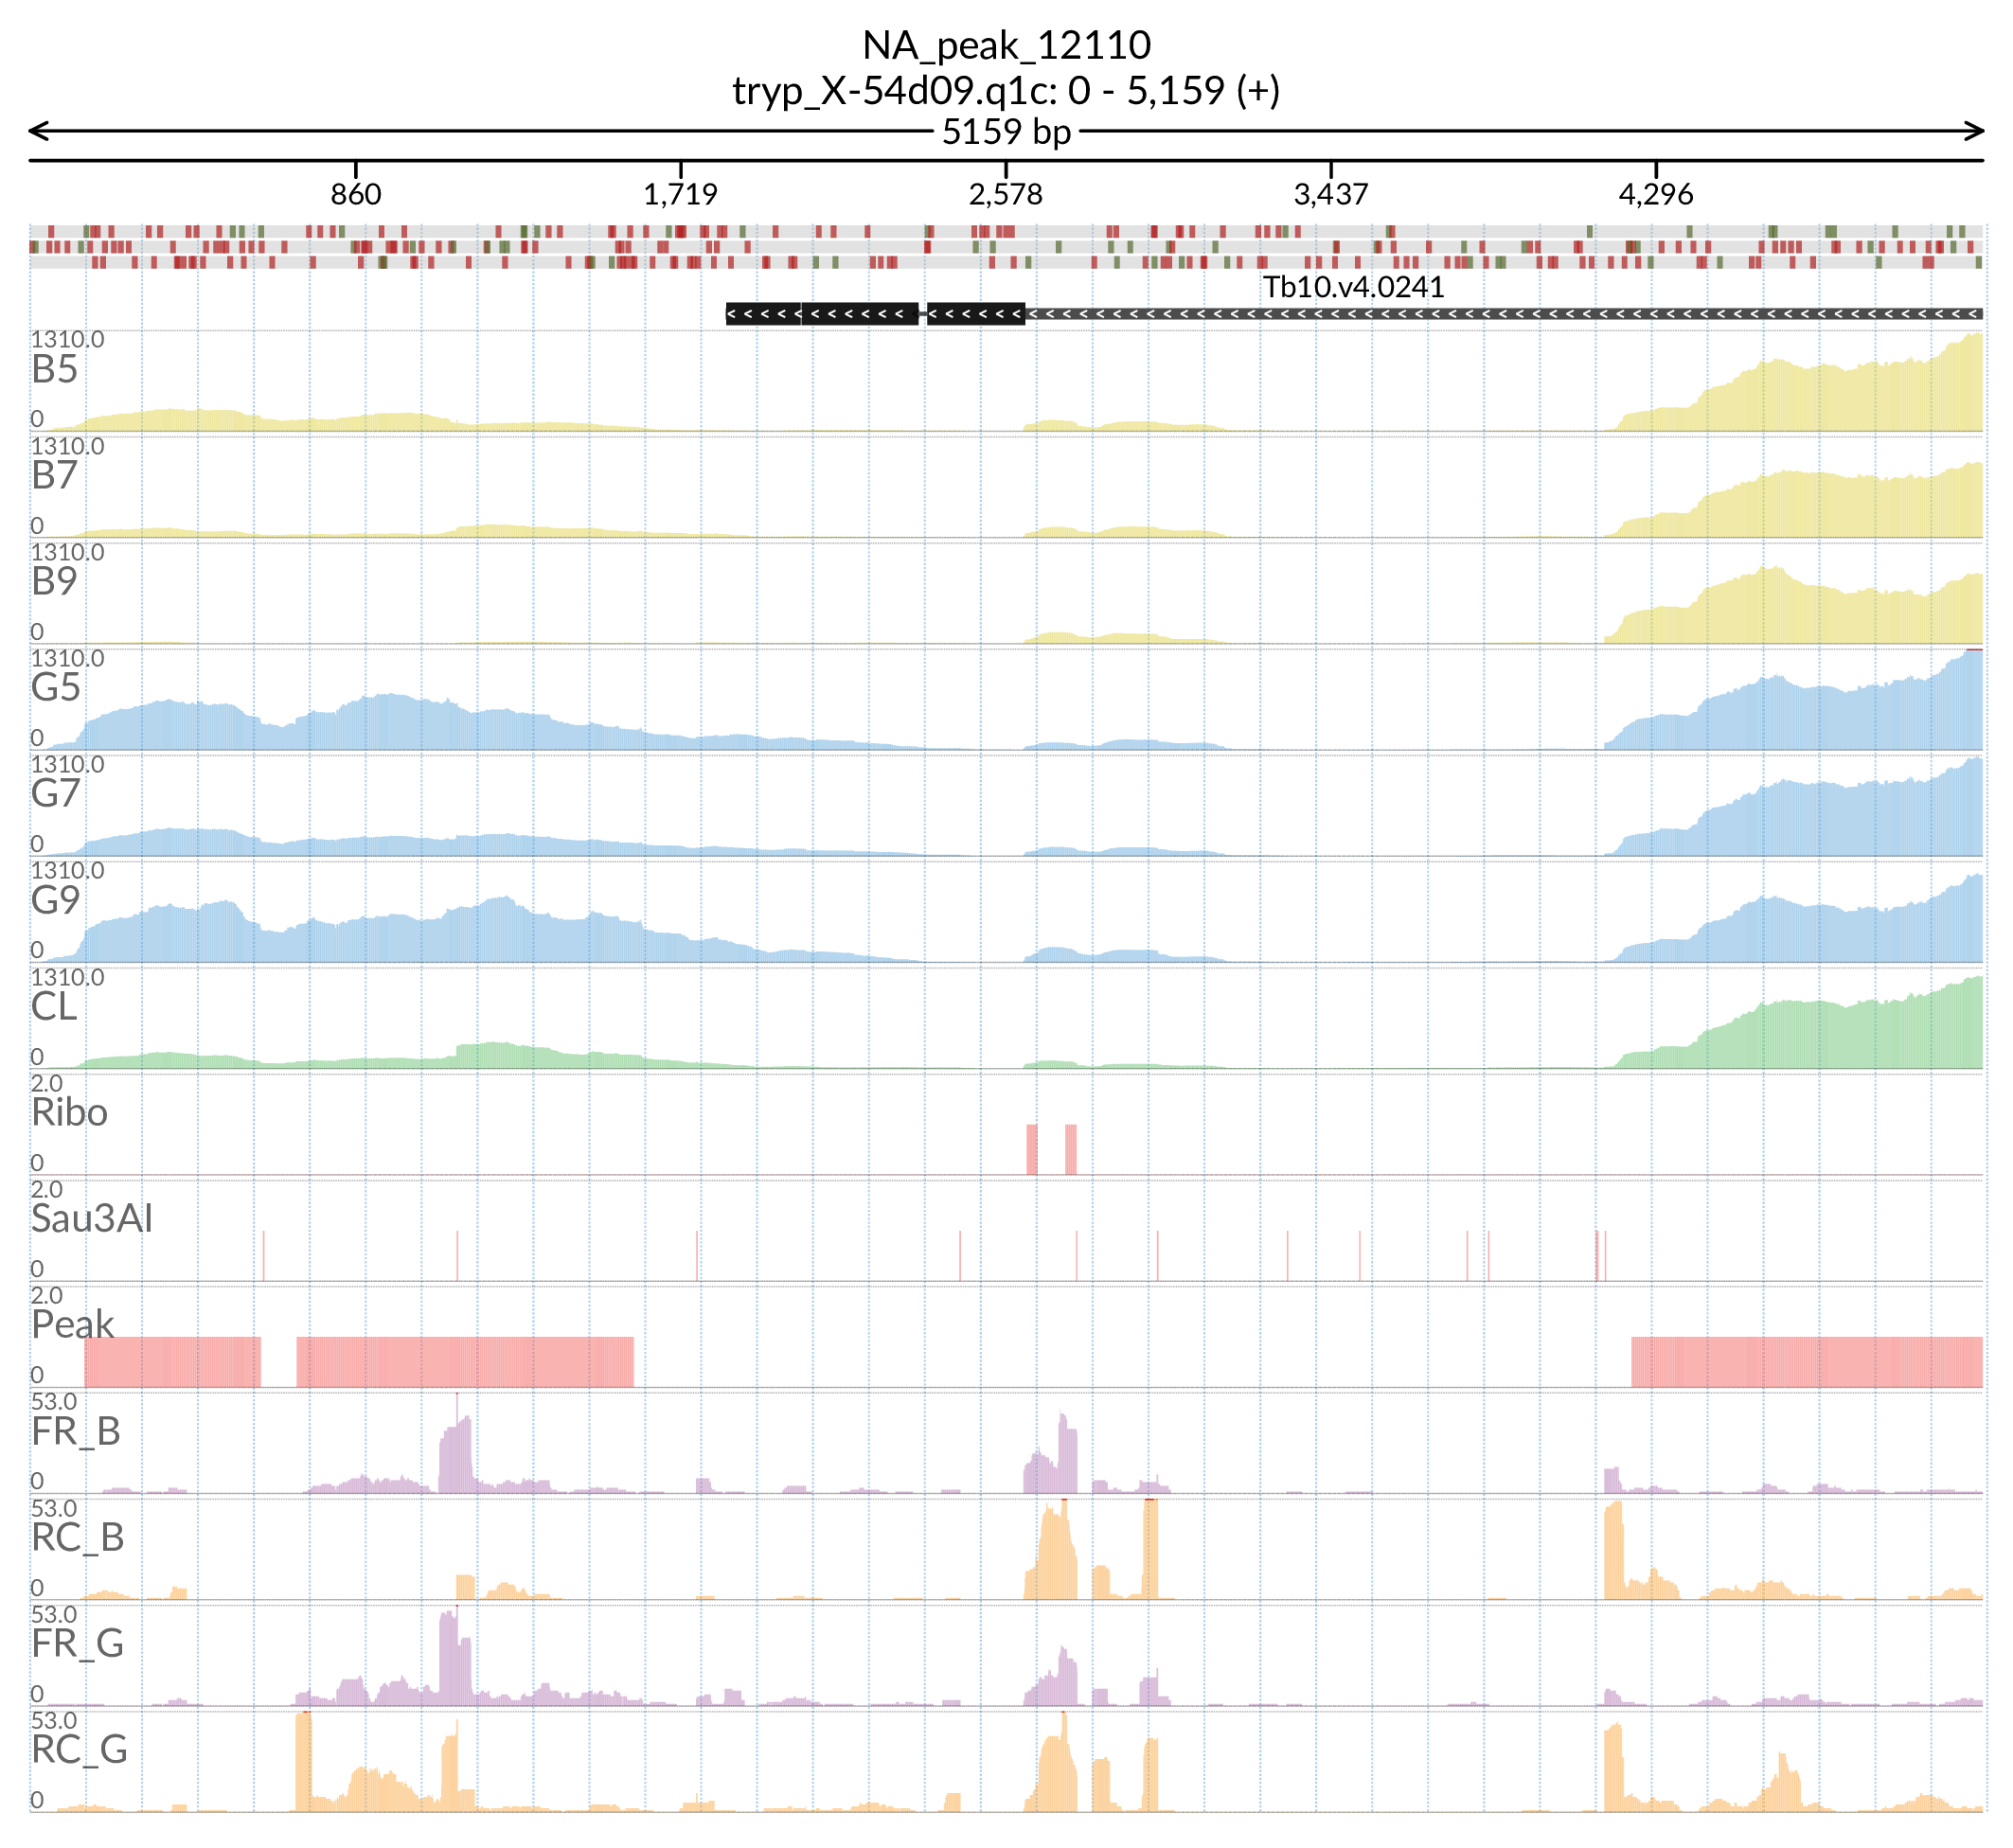 NA_peak_12110
tryp_X-54d09.q1c: 0 - 5,159 (+)
5159 bp
860 1,719 2,578 3,437 4,296
Tb10.v4.0241
1310.0
B5
0
1310.0
B7
0
1310.0
B9
0
1310.0
G5
0
1310.0
G7
0
1310.0
G9
0
1310.0
CL
0
2.0
Ribo
0
2.0
Sau3AI
0
2.0
Peak
0
53.0
FR_B
0
53.0
RC_B
0
53.0
FR_G
0
53.0
RC_G
0